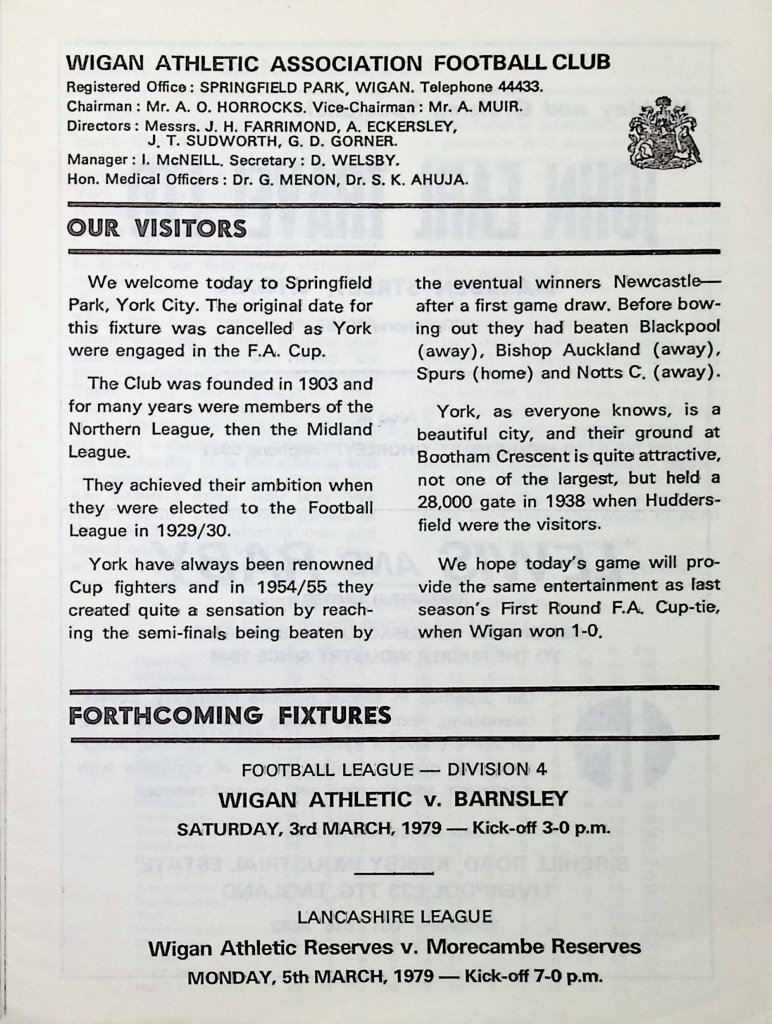 WIGAN ATHLETIC ASSOCIATION FOOTBALL CLUB
Registered Office : SPRINGFIELD PARK, WIGAN. Telephone 44433.
Chairman : Mr. A. O. HORROCKS. Vice-Chairman : Mr. A. MUIR.
Directors : Messrs. J. H. FARRIMOND, A. ECKERSLEY,
J. T. SUDWORTH, G. D. GORNER.
Manager : I. McNEILL. Secretary : D. WELSBY.
Hon. Medical Officers : Dr. G. MENON, Dr. S. K. AHUJA.
OUR VISITORS
We welcome today to Springfield
Park, York City. The original date for
this fixture was cancelled as York
were engaged in the F.A. Cup.
The Club was founded in 1903 and
for many years were members of the
Northern League, then the Midland
League.
They achieved their ambition when
they were elected to the Football
League in 1929/30.
York have always been renowned
Cup fighters and in 1954/55 they
created quite a sensation by reach-
ing the semi-finals being beaten by
the eventual winners Newcastle—
after a first game draw. Before bow-
ing out they had beaten Blackpool
(away), Bishop Auckland (away),
Spurs (home) and Notts C. (away).
York, as everyone knows, is a
beautiful city, and their ground at
Bootham Crescent is quite attractive,
not one of the largest, but held a
28,000 gate in 1938 when Hudders-
field were the visitors.
We hope today's game will pro-
vide the same entertainment as last
season's First Round F.A. Cup-tie,
when Wigan won 1-0.
FORTHCOMING FIXTURES
FOOTBALL LEAGUE — DIVISION 4
WIGAN ATHLETIC v. BARNSLEY
SATURDAY, 3rd MARCH, 1979 — Kick-off 3-0 p.m.
LANCASHIRE LEAGUE
Wigan Athletic Reserves v. Morecambe Reserves
MONDAY, 5th MARCH, 1979 — Kick-off 7-0 p.m.